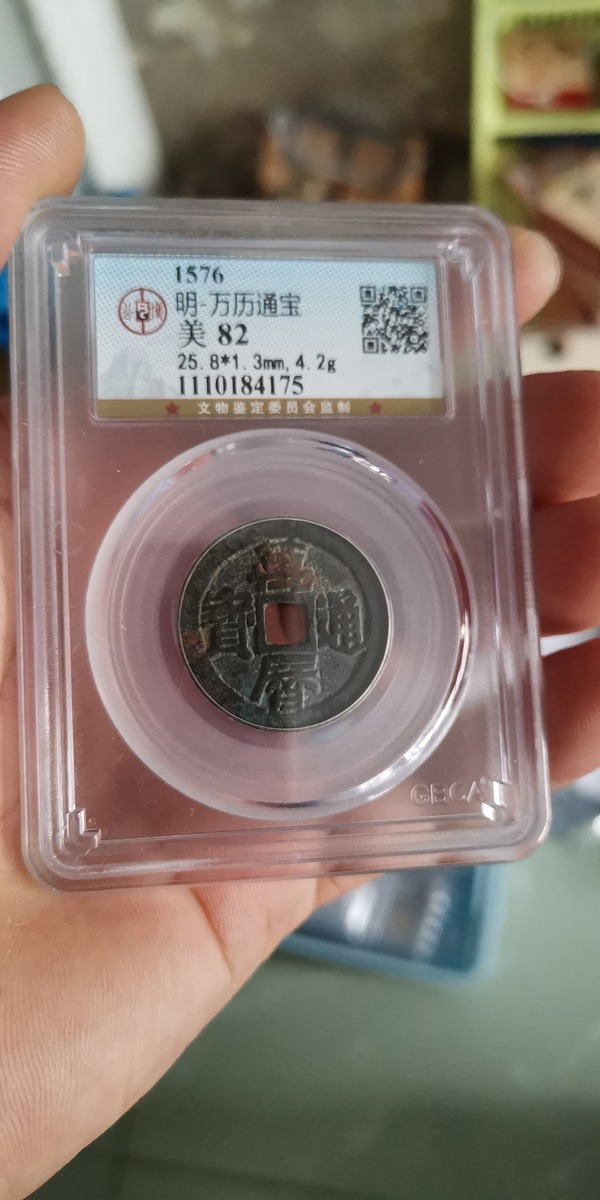 1576
明-万历通宝
美 82
25.8*1.3mm,4.2g
1110184175
★ 文物鉴定委员会监制 ★
萬
寶 通
曆
GBCA